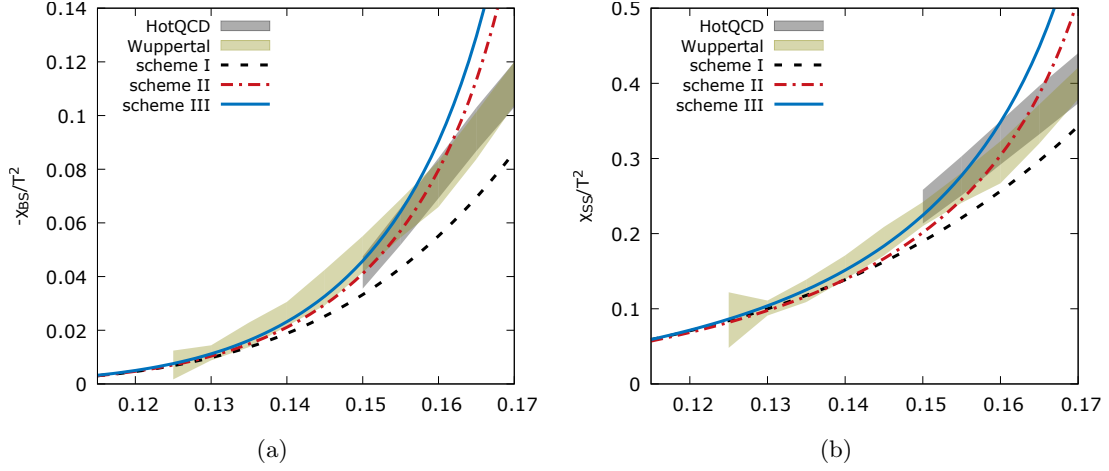 HotQCD
Wuppertal
scheme I
scheme II
scheme III
-χBS/T²
0.14
0.12
0.1
0.08
0.06
0.04
0.02
0
0.12 0.13 0.14 0.15 0.16 0.17
(a)
HotQCD
Wuppertal
scheme I
scheme II
scheme III
χSS/T²
0.5
0.4
0.3
0.2
0.1
0
0.12 0.13 0.14 0.15 0.16 0.17
(b)